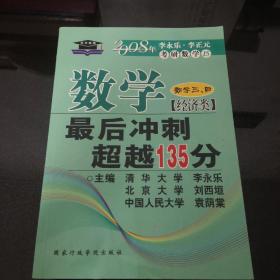 2008年 李永乐·李正元
考研数学⑮
数学
数学三、四
【经济类】
最后冲刺
超越135分
◎主编 清华大学 李永乐
北京大学 刘西垣
中国人民大学 袁荫棠
国家行政学院出版社